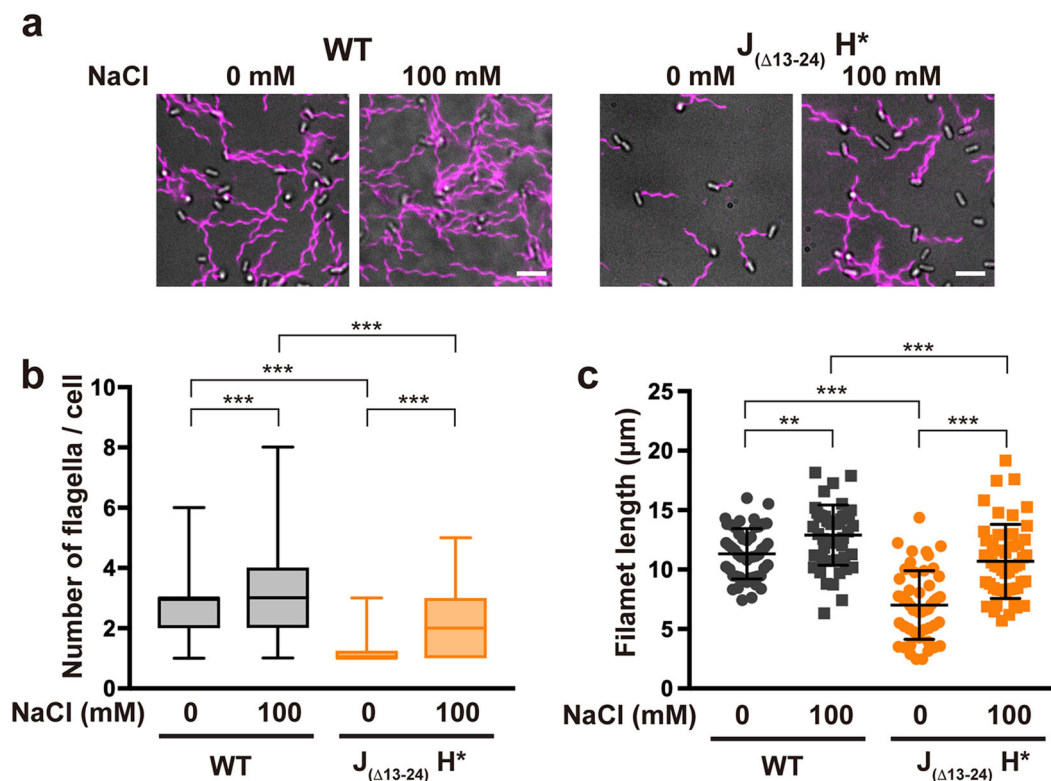 a
WT
J(Δ13-24) H*
NaCl 0 mM 100 mM 0 mM 100 mM
b
Number of flagella / cell
10
8
6
4
2
0
***
***
***
***
NaCl (mM) 0 100 0 100
WT J(Δ13-24) H*
c
Filamet length (μm)
25
20
15
10
5
0
***
***
**
***
NaCl (mM) 0 100 0 100
WT J(Δ13-24) H*